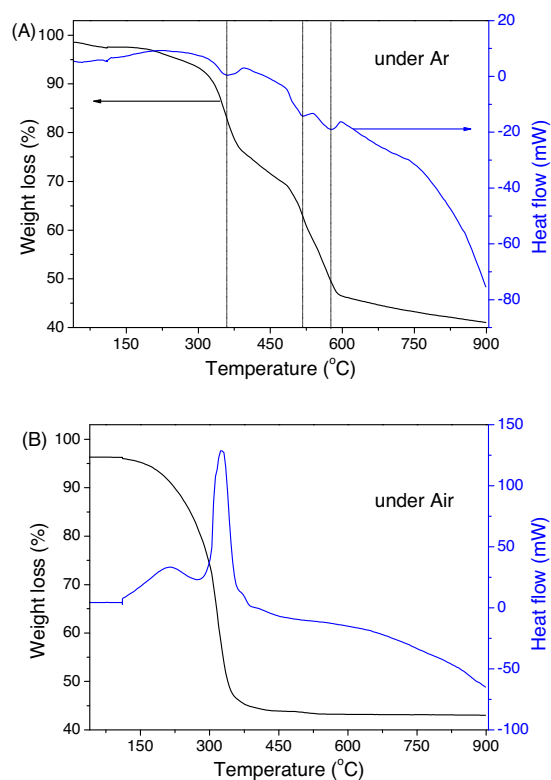 (A)
under Ar
Weight loss (%)
100
90
80
70
60
50
40
Heat flow (mW)
20
0
-20
-40
-60
-80
150 300 450 600 750 900
Temperature (°C)
(B)
under Air
Weight loss (%)
100
90
80
70
60
50
40
Heat flow (mW)
150
100
50
0
-50
-100
150 300 450 600 750 900
Temperature (°C)